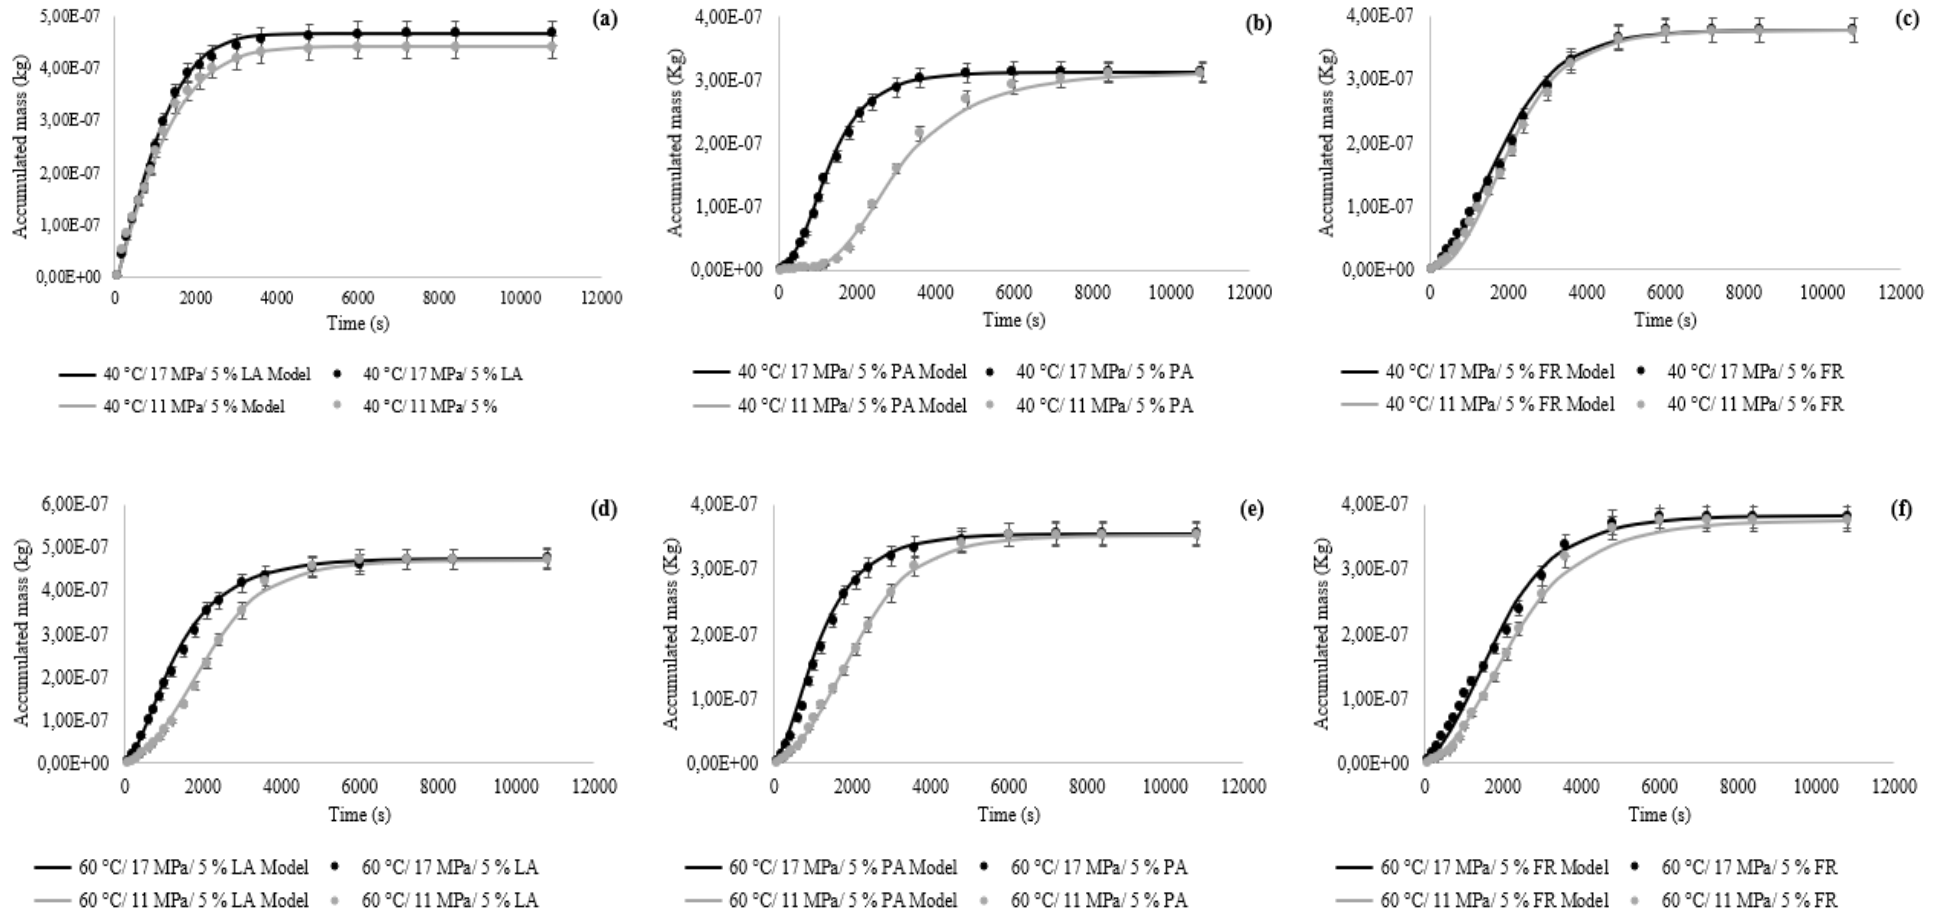 (a)
5,00E-07
4,00E-07
3,00E-07
2,00E-07
1,00E-07
0,00E+00
Accumulated mass (kg)
0 2000 4000 6000 8000 10000 12000
Time (s)
40 °C/ 17 MPa/ 5 % LA Model
40 °C/ 17 MPa/ 5 % LA
40 °C/ 11 MPa/ 5 % Model
40 °C/ 11 MPa/ 5 %
(b)
4,00E-07
3,00E-07
2,00E-07
1,00E-07
0,00E+00
Accumulated mass (Kg)
0 2000 4000 6000 8000 10000 12000
Time (s)
40 °C/ 17 MPa/ 5 % PA Model
40 °C/ 17 MPa/ 5 % PA
40 °C/ 11 MPa/ 5 % PA Model
40 °C/ 11 MPa/ 5 % PA
(c)
4,00E-07
3,00E-07
2,00E-07
1,00E-07
0,00E+00
Accumulated mass (Kg)
0 2000 4000 6000 8000 10000 12000
Time (s)
40 °C/ 17 MPa/ 5 % FR Model
40 °C/ 17 MPa/ 5 % FR
40 °C/ 11 MPa/ 5 % FR Model
40 °C/ 11 MPa/ 5 % FR
(d)
6,00E-07
5,00E-07
4,00E-07
3,00E-07
2,00E-07
1,00E-07
0,00E+00
Accumulated mass (kg)
0 2000 4000 6000 8000 10000 12000
Time (s)
60 °C/ 17 MPa/ 5 % LA Model
60 °C/ 17 MPa/ 5 % LA
60 °C/ 11 MPa/ 5 % LA Model
60 °C/ 11 MPa/ 5 % LA
(e)
4,00E-07
3,00E-07
2,00E-07
1,00E-07
0,00E+00
Accumulated mass (Kg)
0 2000 4000 6000 8000 10000 12000
Time (s)
60 °C/ 17 MPa/ 5 % PA Model
60 °C/ 17 MPa/ 5 % PA
60 °C/ 11 MPa/ 5 % PA Model
60 °C/ 11 MPa/ 5 % PA
(f)
4,00E-07
3,00E-07
2,00E-07
1,00E-07
0,00E+00
Accumulated mass (Kg)
0 2000 4000 6000 8000 10000 12000
Time (s)
60 °C/ 17 MPa/ 5 % FR Model
60 °C/ 17 MPa/ 5 % FR
60 °C/ 11 MPa/ 5 % FR Model
60 °C/ 11 MPa/ 5 % FR